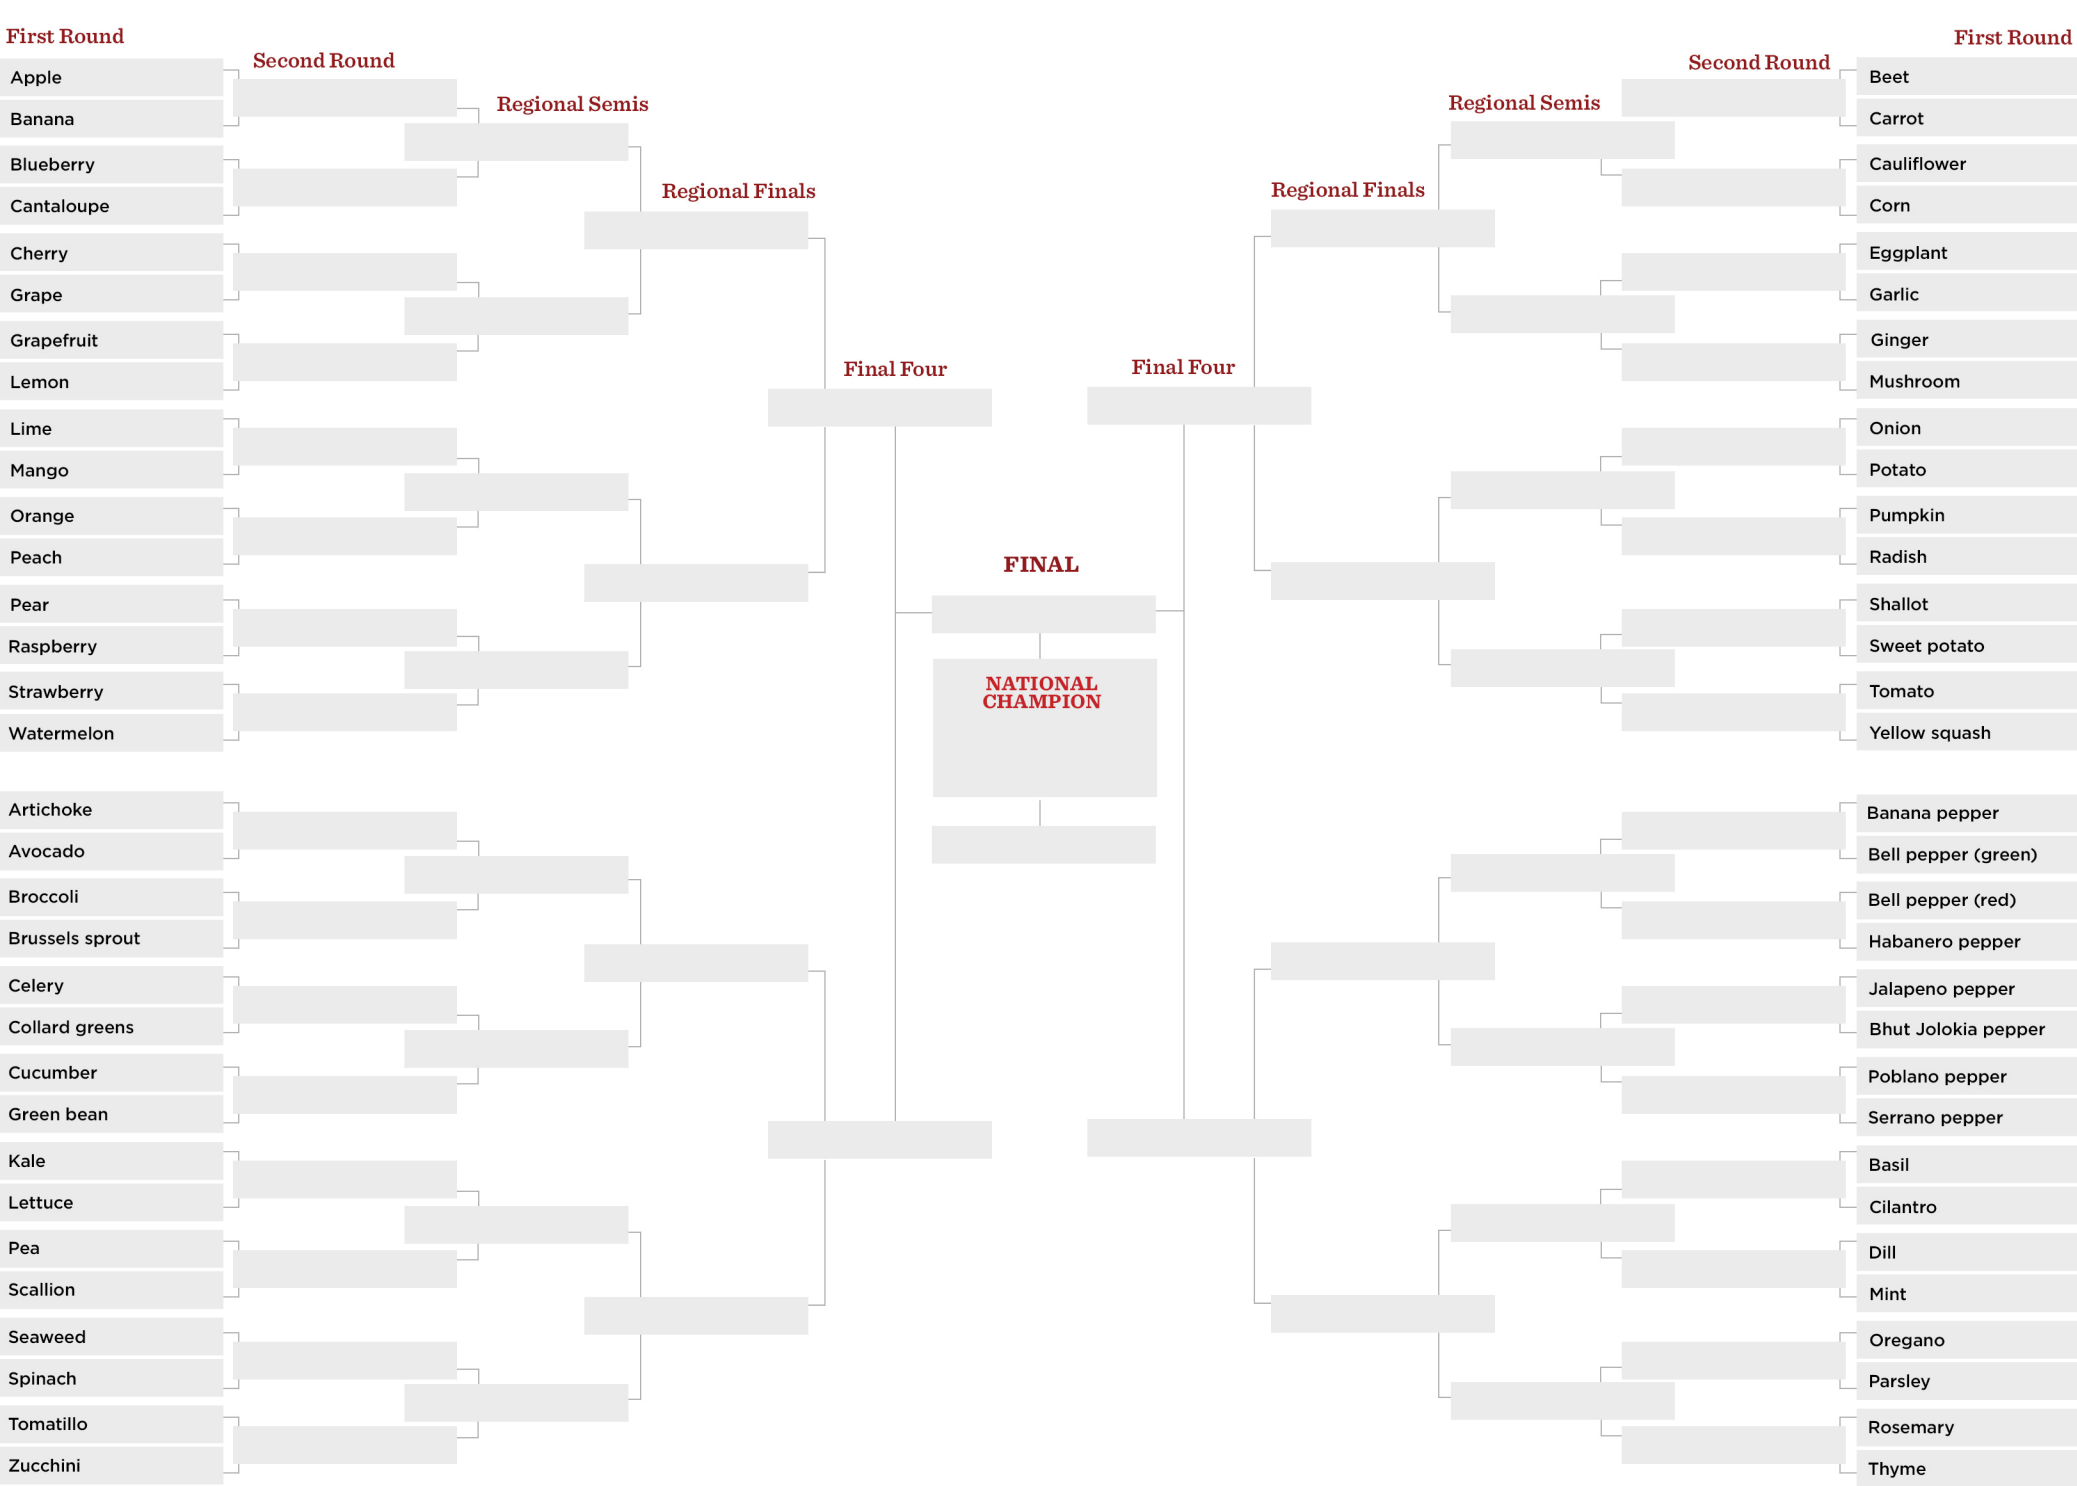 First Round
Second Round
Regional Semis
Regional Finals
Final Four
Apple
Banana
Blueberry
Cantaloupe
Cherry
Grape
Grapefruit
Lemon
Lime
Mango
Orange
Peach
Pear
Raspberry
Strawberry
Watermelon
Artichoke
Avocado
Broccoli
Brussels sprout
Celery
Collard greens
Cucumber
Green bean
Kale
Lettuce
Pea
Scallion
Seaweed
Spinach
Tomatillo
Zucchini
FINAL
NATIONAL
CHAMPION
First Round
Second Round
Regional Semis
Regional Finals
Final Four
Beet
Carrot
Cauliflower
Corn
Eggplant
Garlic
Ginger
Mushroom
Onion
Potato
Pumpkin
Radish
Shallot
Sweet potato
Tomato
Yellow squash
Banana pepper
Bell pepper (green)
Bell pepper (red)
Habanero pepper
Jalapeno pepper
Bhut Jolokia pepper
Poblano pepper
Serrano pepper
Basil
Cilantro
Dill
Mint
Oregano
Parsley
Rosemary
Thyme